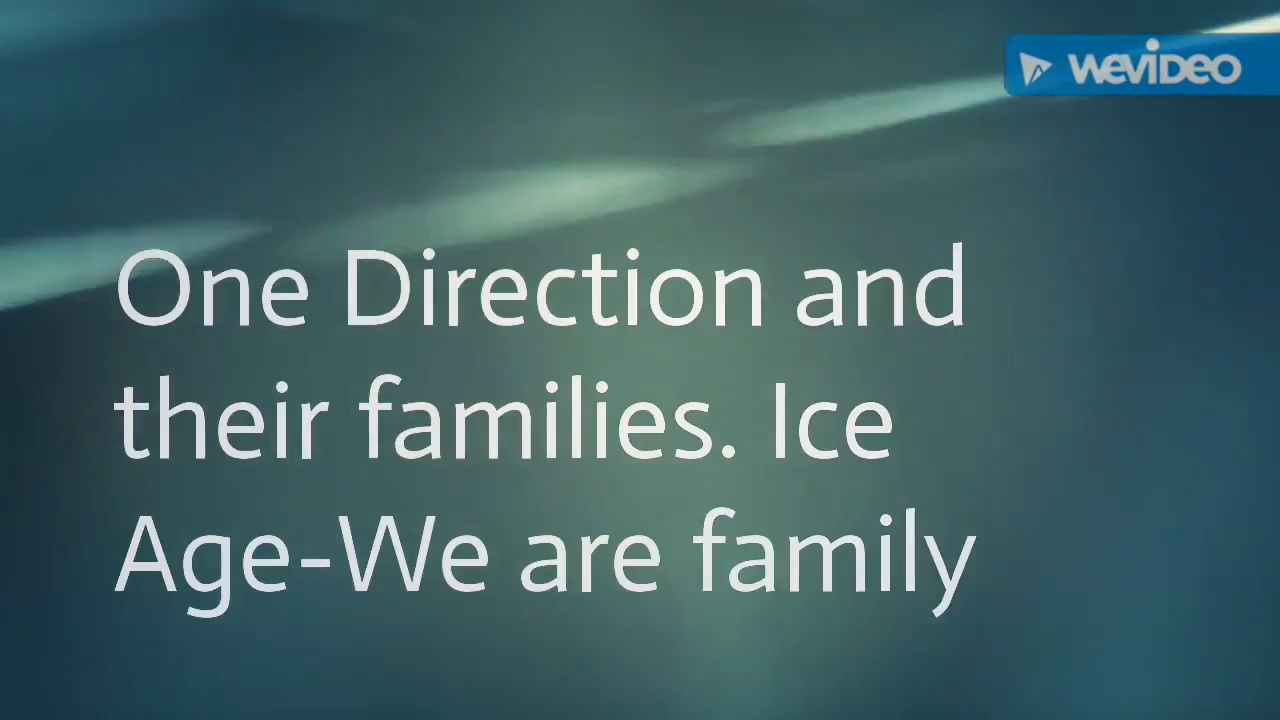 WEVIDEO
One Direction and
their families. Ice
Age-We are family